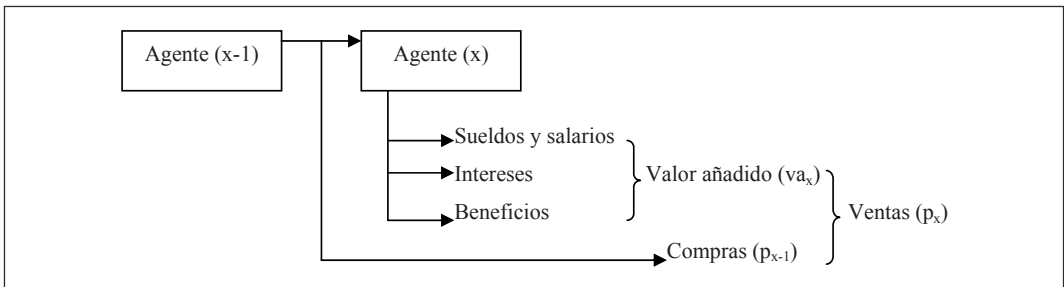 Agente (x-1) Agente (x)
Sueldos y salarios
Intereses Valor añadido (vaₓ)
Beneficios Ventas (pₓ)
Compras (pₓ₋₁)